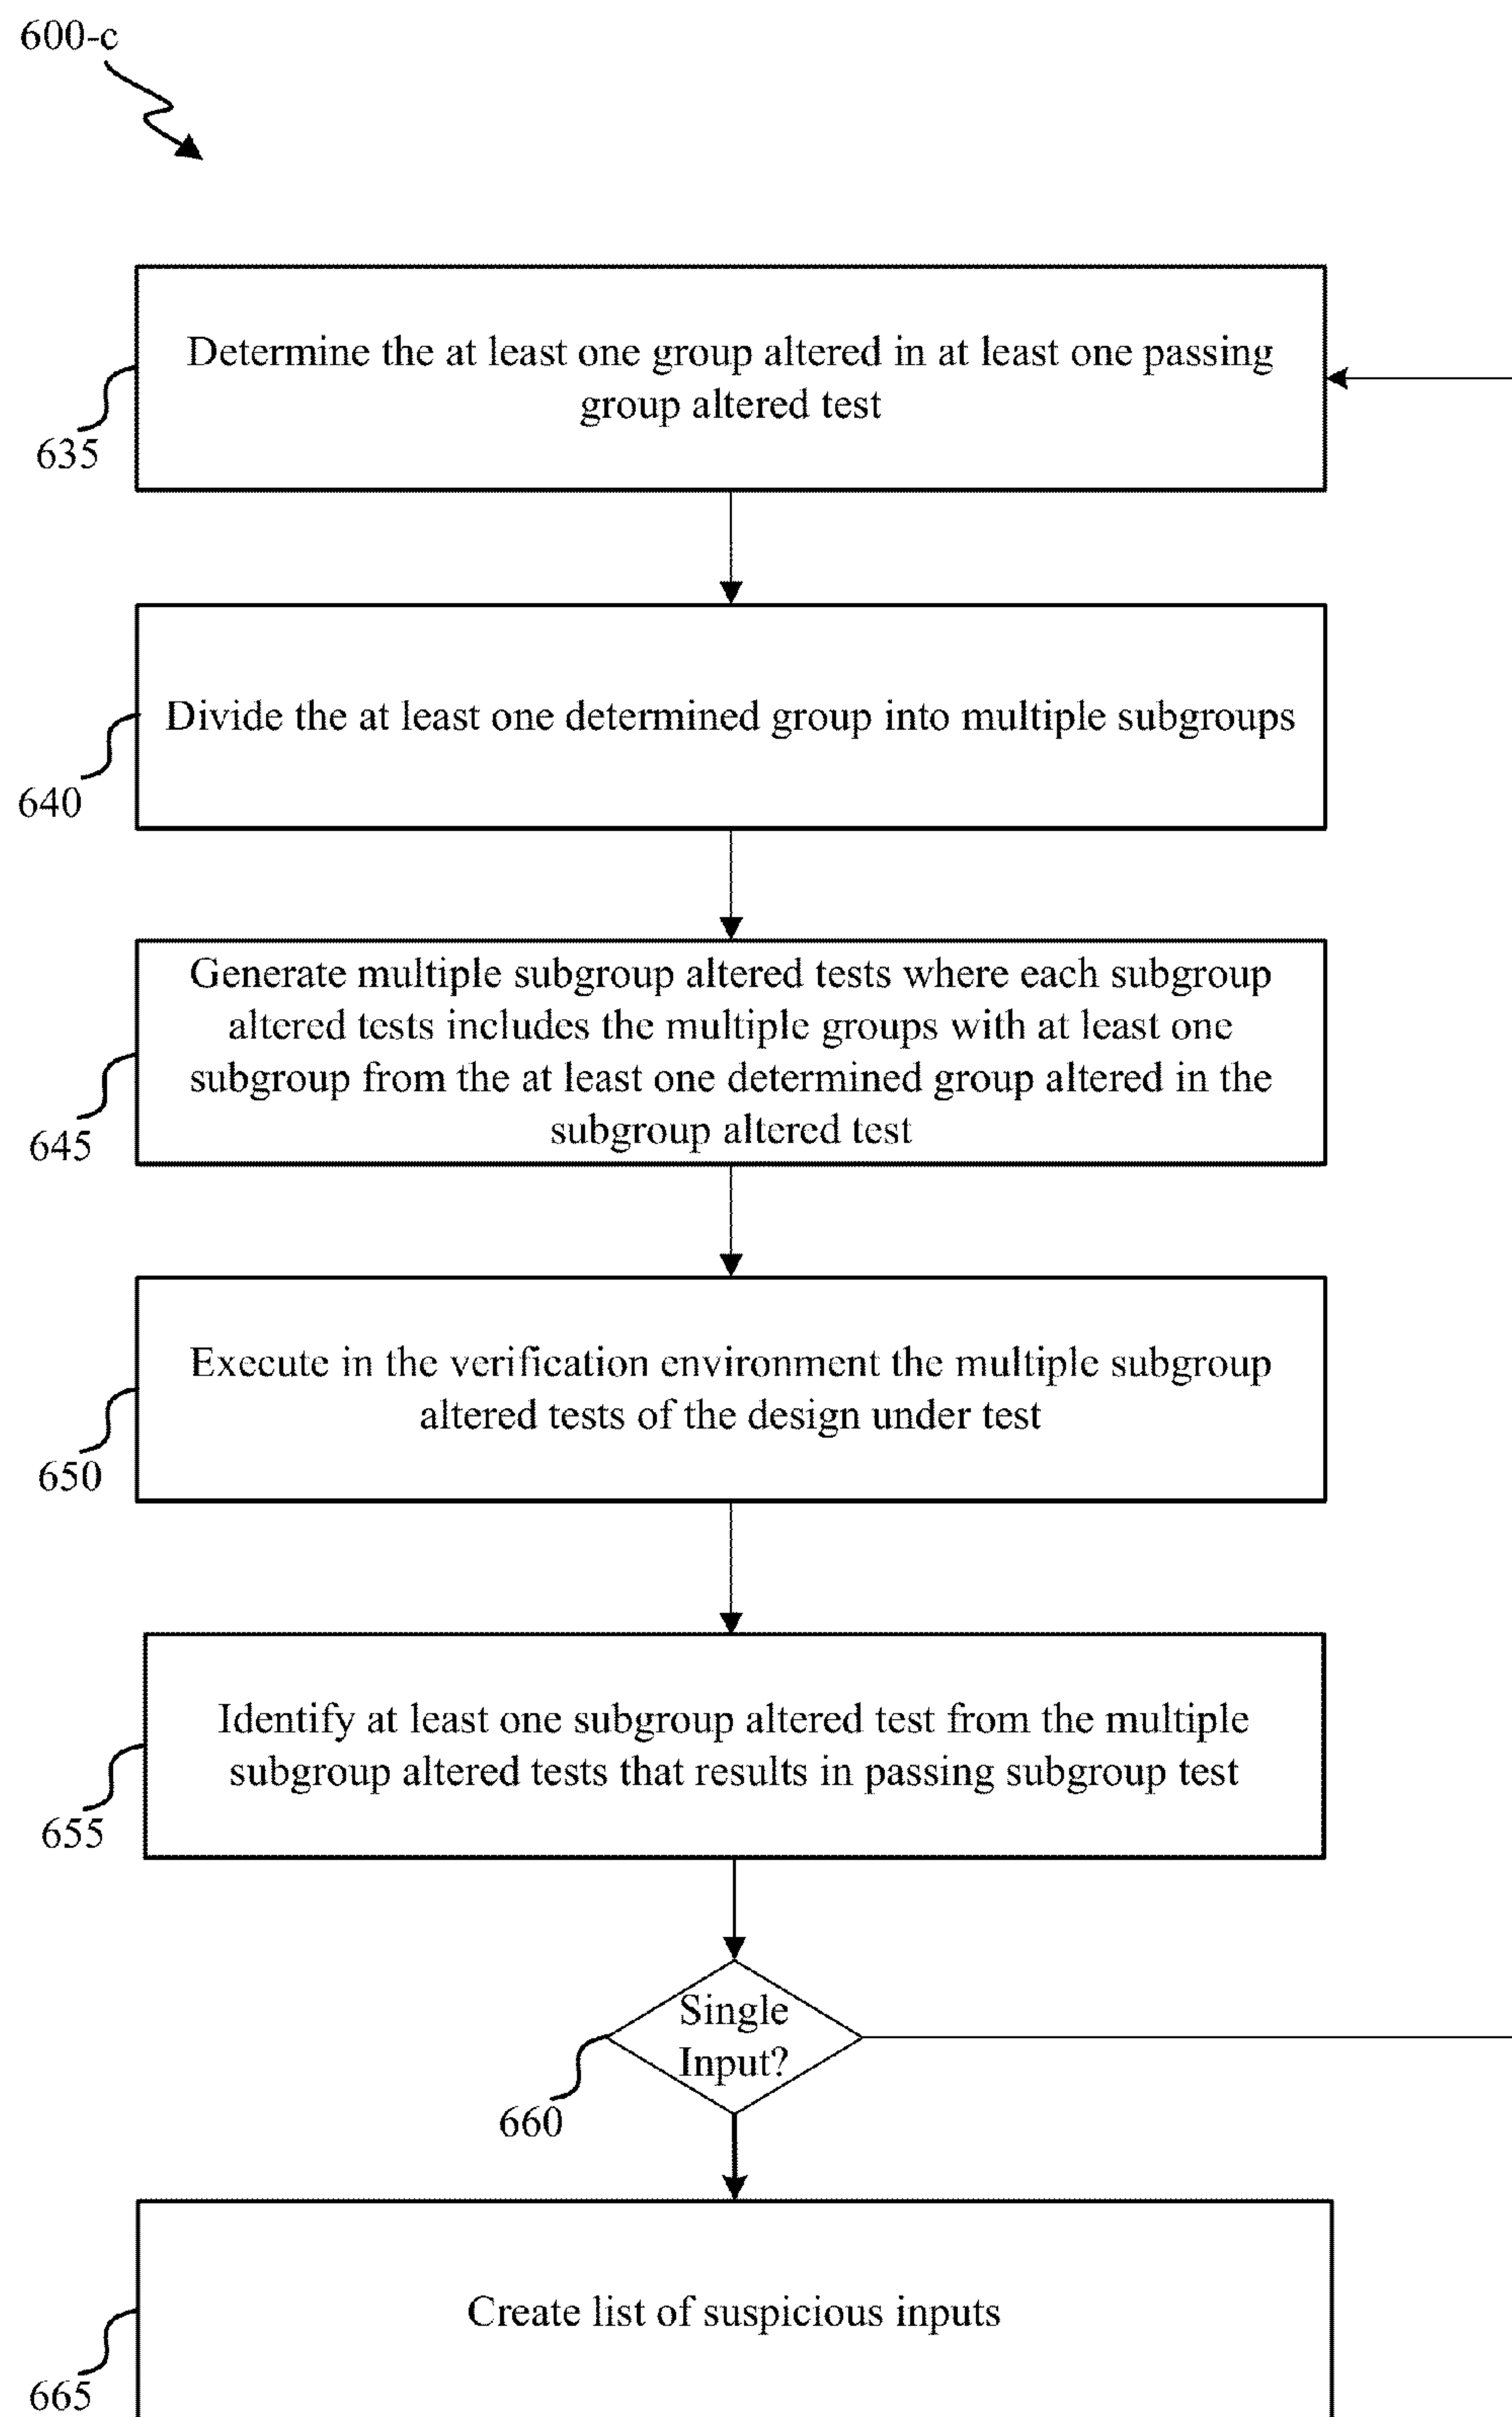 600-c
Determine the at least one group altered in at least one passing
group altered test
635
Divide the at least one determined group into multiple subgroups
640
Generate multiple subgroup altered tests where each subgroup
altered tests includes the multiple groups with at least one
subgroup from the at least one determined group altered in the
subgroup altered test
645
Execute in the verification environment the multiple subgroup
altered tests of the design under test
650
Identify at least one subgroup altered test from the multiple
subgroup altered tests that results in passing subgroup test
655
Single
Input?
660
Create list of suspicious inputs
665